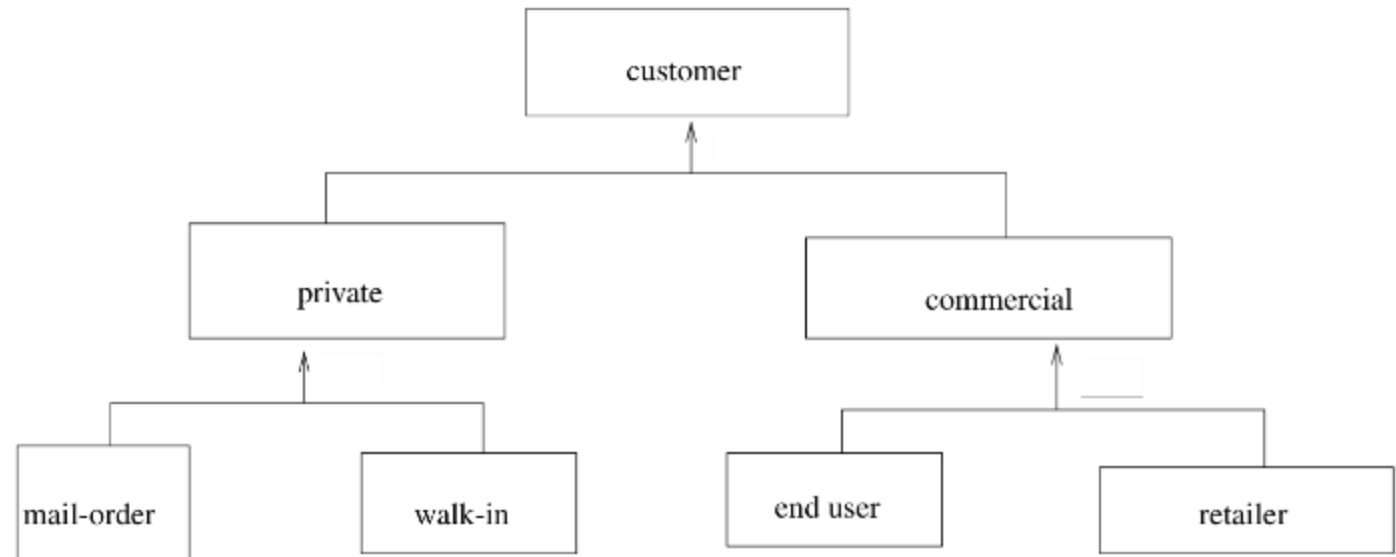 customer
private
commercial
mail-order
walk-in
end user
retailer